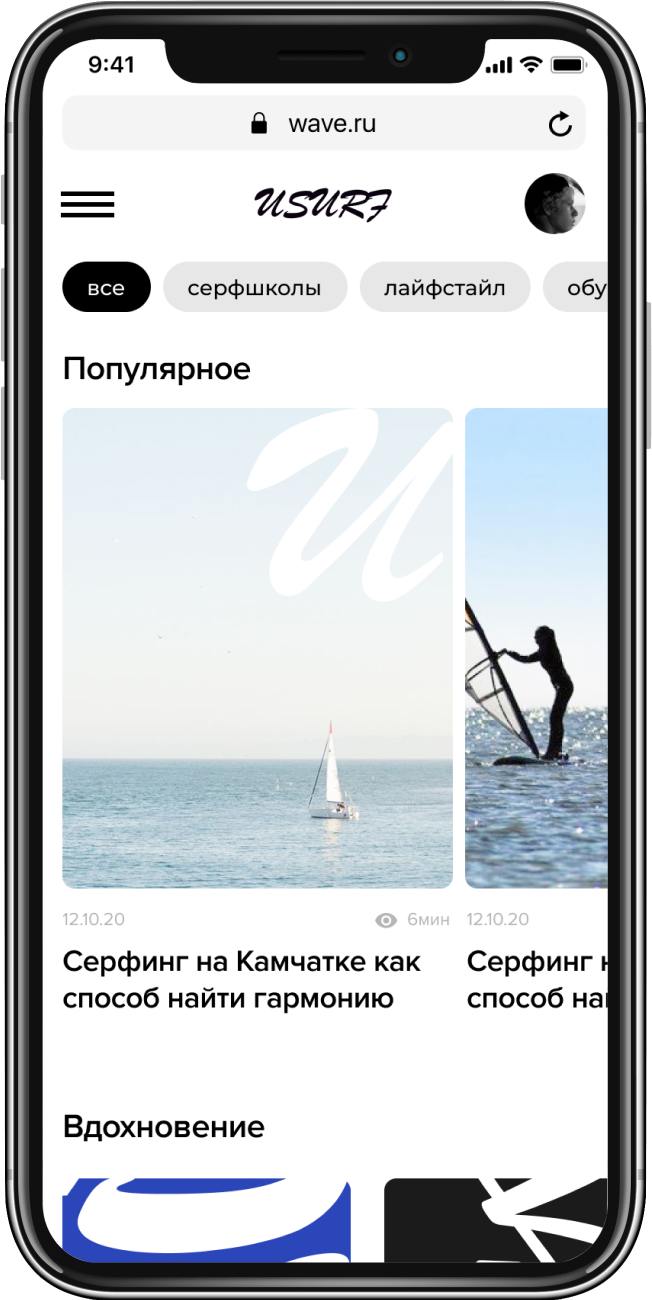 9:41
wave.ru
USURF
все
серфшколы
лайфстайл
обу
Популярное
U
12.10.20
6мин
12.10.20
Серфинг на Камчатке как
способ найти гармонию
Серфинг
способ
Вдохновение